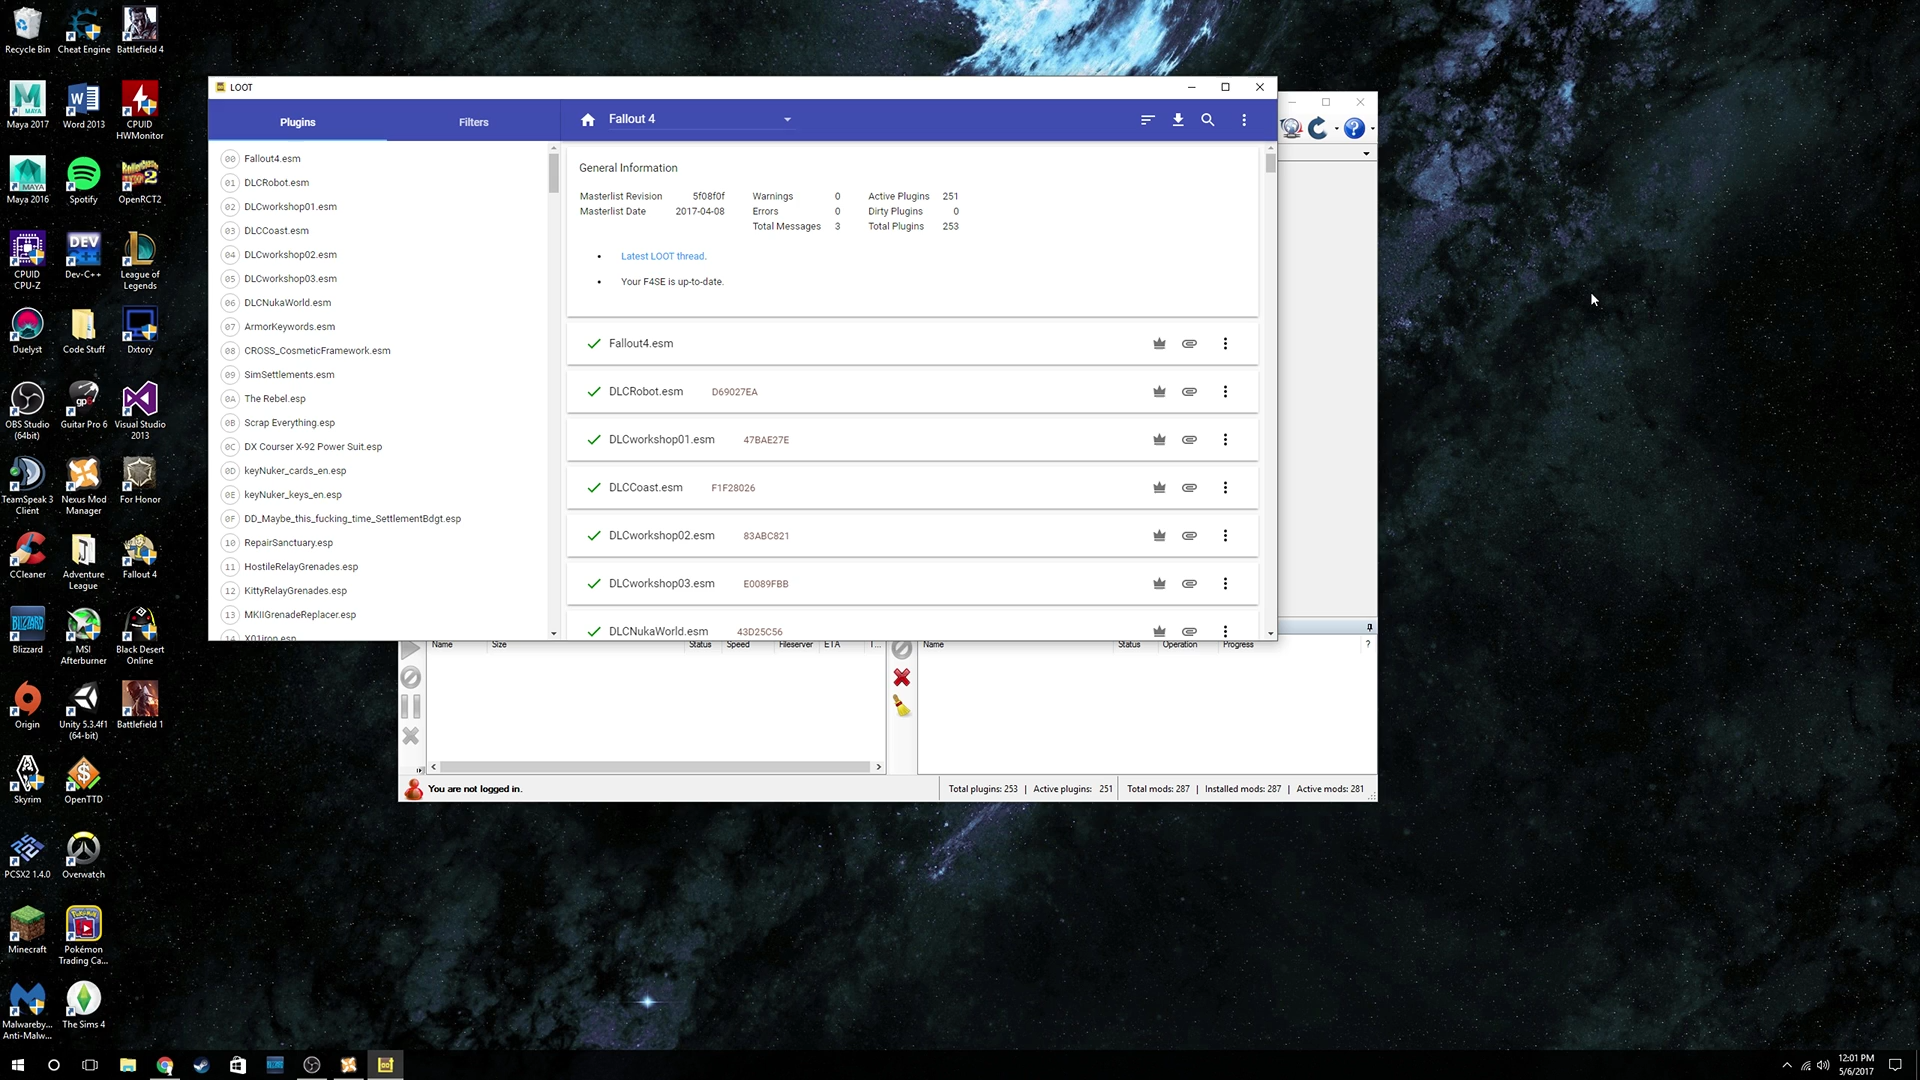 Recycle Bin
Cheat Engine
Battlefield 4
Maya 2017
Word 2013
CPUID HWMonitor
Maya 2016
Spotify
OpenRCT2
CPUID CPU-Z
Dev-C++
League of Legends
Duelyst
Code Stuff
Dxtory
OBS Studio (64bit)
Guitar Pro 6
Visual Studio 2013
TeamSpeak 3 Client
Nexus Mod Manager
For Honor
CCleaner
Adventure League
Fallout 4
Blizzard
MSI Afterburner
Black Desert Online
Origin
Unity 5.3.4f1 (64-bit)
Battlefield 1
Skyrim
OpenTTD
PCSX2 1.4.0
Overwatch
Minecraft
Pokémon Trading Ca...
Malwareby... Anti-Malw...
The Sims 4
LOOT
Plugins
Filters
Fallout 4
00 Fallout4.esm
01 DLCRobot.esm
02 DLCworkshop01.esm
03 DLCCoast.esm
04 DLCworkshop02.esm
05 DLCworkshop03.esm
06 DLCNukaWorld.esm
07 ArmorKeywords.esm
08 CROSS_CosmeticFramework.esm
09 SimSettlements.esm
0A The Rebel.esp
0B Scrap Everything.esp
0C DX Courser X-92 Power Suit.esp
0D keyNuker_cards_en.esp
0E keyNuker_keys_en.esp
0F DD_Maybe_this_fucking_time_SettlementBdgt.esp
10 RepairSanctuary.esp
11 HostileRelayGrenades.esp
12 KittyRelayGrenades.esp
13 MKIIGrenadeReplacer.esp
14 X01iron.esp
General Information
Masterlist Revision 5f08f0f Warnings 0 Active Plugins 251
Masterlist Date 2017-04-08 Errors 0 Dirty Plugins 0
Total Messages 3 Total Plugins 253
Latest LOOT thread.
Your F4SE is up-to-date.
Fallout4.esm
DLCRobot.esm D69027EA
DLCworkshop01.esm 47BAE27E
DLCCoast.esm F1F28026
DLCworkshop02.esm 83ABC821
DLCworkshop03.esm E0089FBB
DLCNukaWorld.esm 43D25C56
Name Size Status Speed Fileserver ETA T...
Name Status Operation Progress ?
You are not logged in.
Total plugins: 253 | Active plugins: 251
Total mods: 287 | Installed mods: 287 | Active mods: 281
12:01 PM
5/6/2017